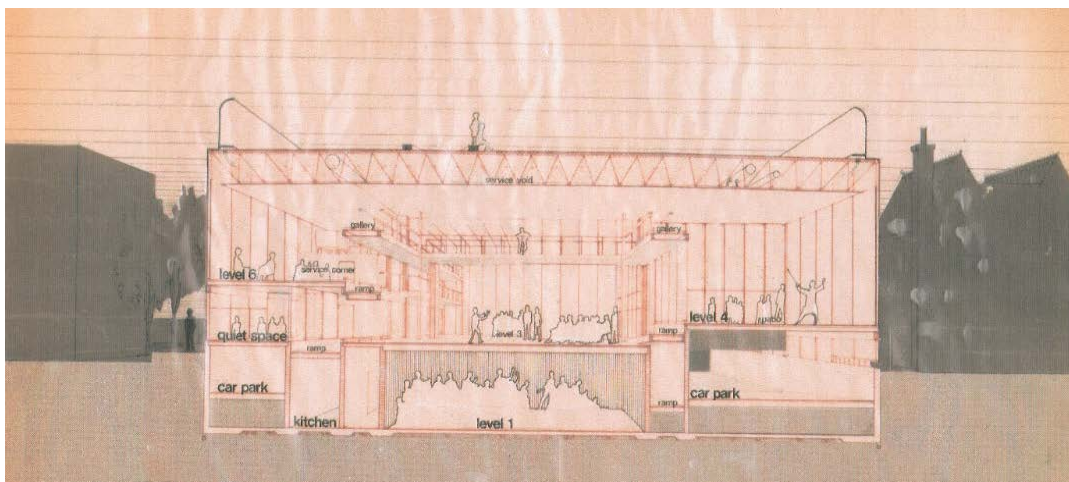 service void
gallery
gallery
level 6
service corner
ramp
level 3
level 4
quiet space
ramp
ramp
car park
car park
ramp
kitchen
level 1